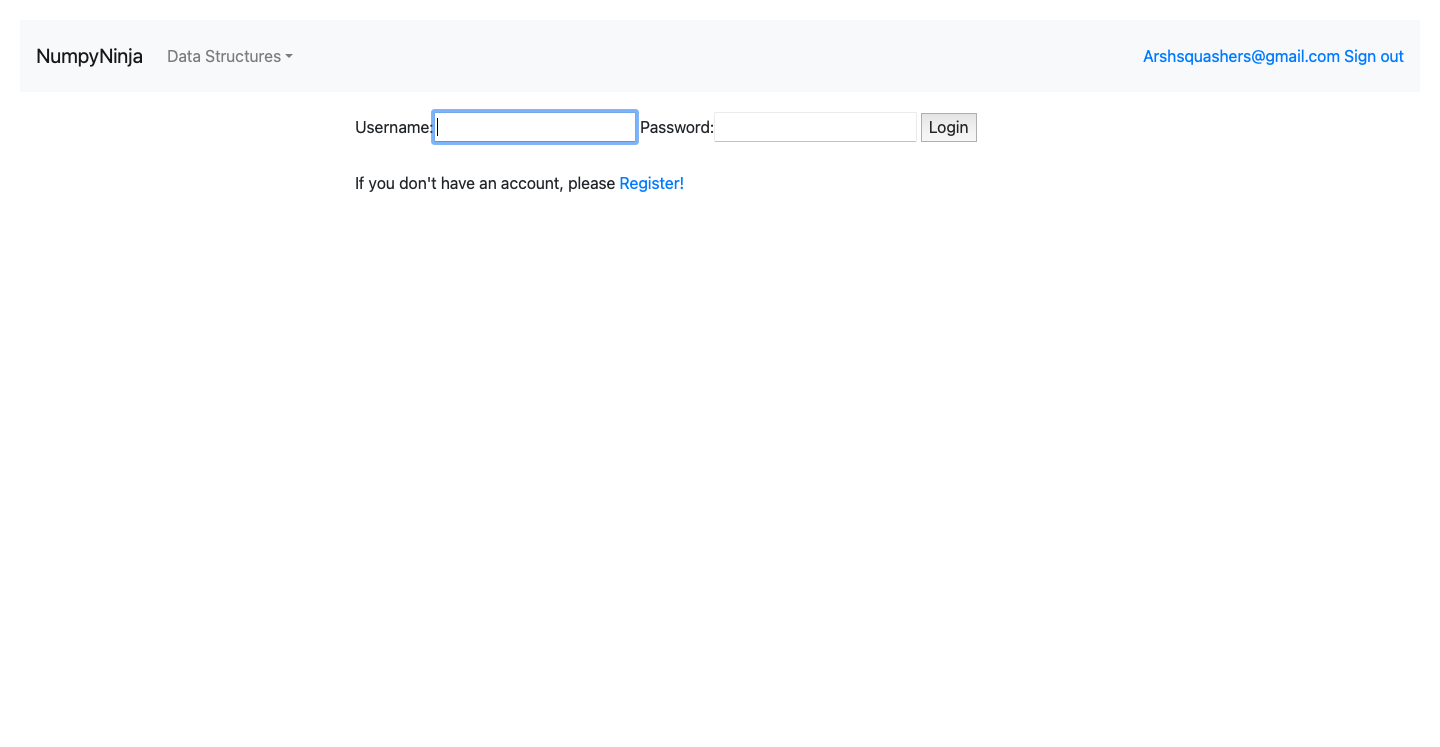 NumpyNinja Data Structures Arshsquashers@gmail.com Sign out
Username: Password: Login
If you don't have an account, please Register!